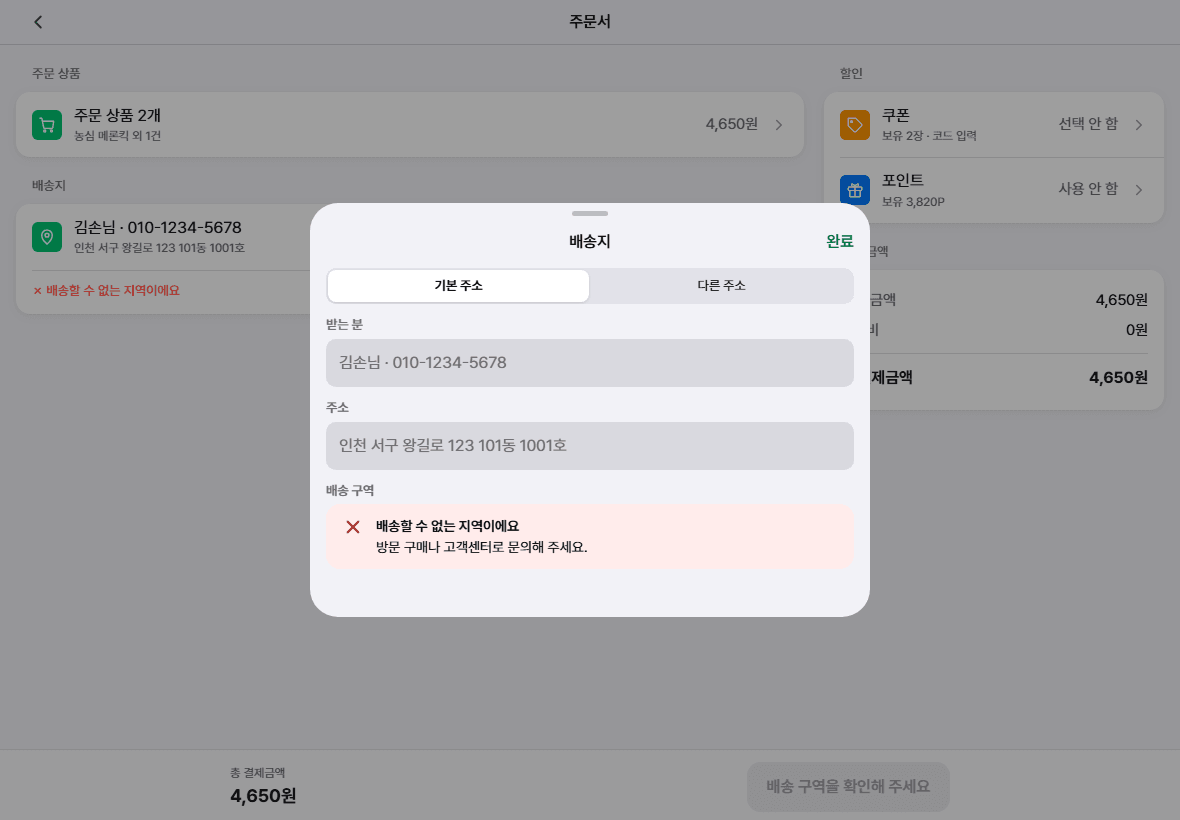 주문서
주문 상품
주문 상품 2개
농심 메론킥 외 1건
4,650원
배송지
김손님 · 010-1234-5678
인천 서구 왕길로 123 101동 1001호
× 배송할 수 없는 지역이에요
할인
쿠폰
보유 2장 · 코드 입력
선택 안 함
포인트
보유 3,820P
사용 안 함
금액
금액
4,650원
비
0원
제금액
4,650원
배송지
완료
기본 주소
다른 주소
받는 분
김손님 · 010-1234-5678
주소
인천 서구 왕길로 123 101동 1001호
배송 구역
배송할 수 없는 지역이에요
방문 구매나 고객센터로 문의해 주세요.
총 결제금액
4,650원
배송 구역을 확인해 주세요